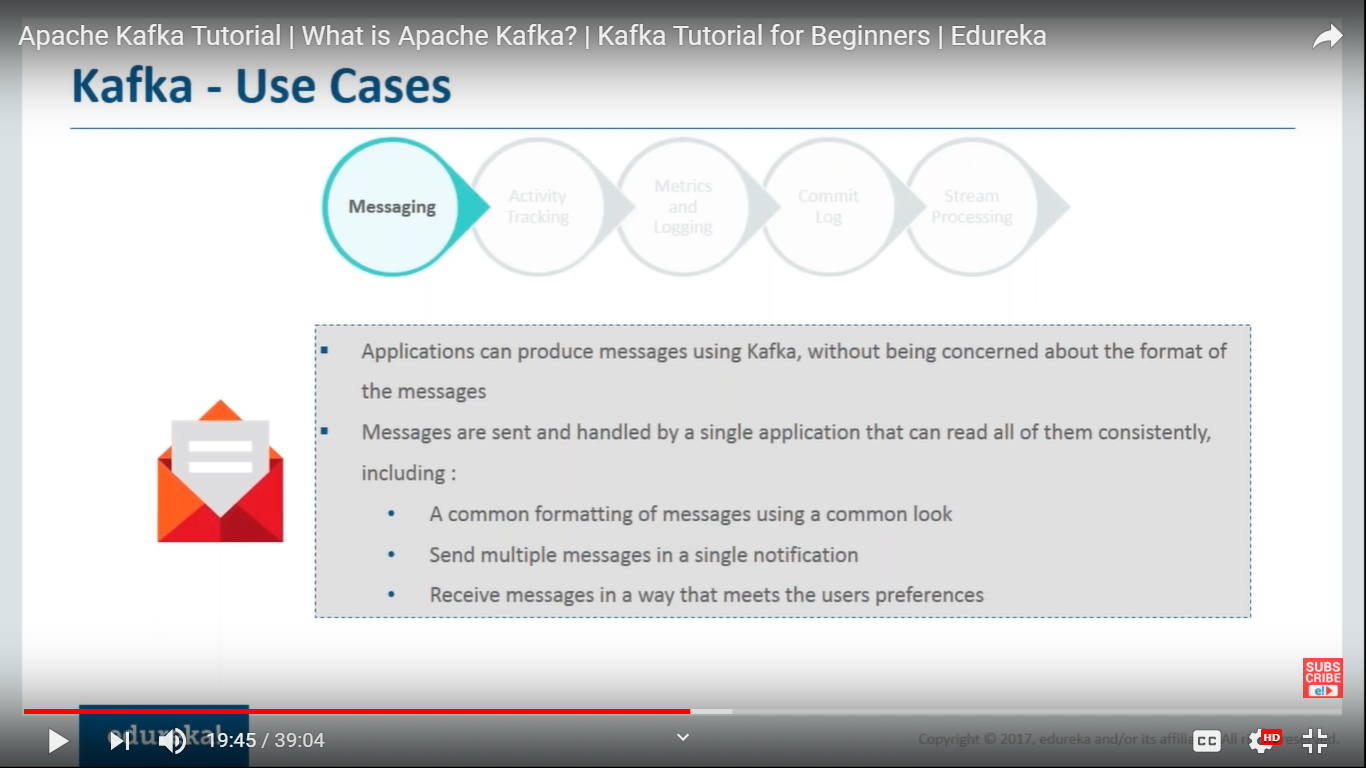 Apache Kafka Tutorial | What is Apache Kafka? | Kafka Tutorial for Beginners | Edureka
Kafka - Use Cases
Messaging
Activity
Tracking
Metrics
and
Logging
Commit
Log
Stream
Processing
Applications can produce messages using Kafka, without being concerned about the format of
the messages
Messages are sent and handled by a single application that can read all of them consistently,
including :
A common formatting of messages using a common look
Send multiple messages in a single notification
Receive messages in a way that meets the users preferences
SUBS
CRIBE
e!
edureka!
19:45 / 39:04
Copyright © 2017, edureka and/or its All
CC
HD